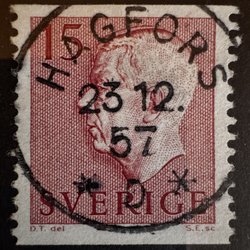 15
HAGFORS
23 12.
57
* D *
SVERIGE
D.T. del
S.E. sc